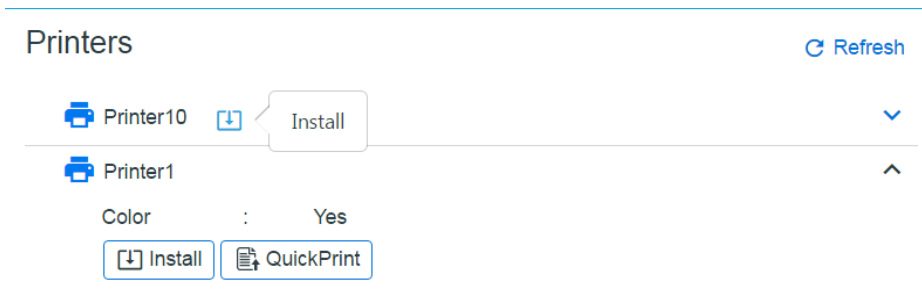 Printers
Refresh
Printer10
Install
Printer1
Color : Yes
Install QuickPrint